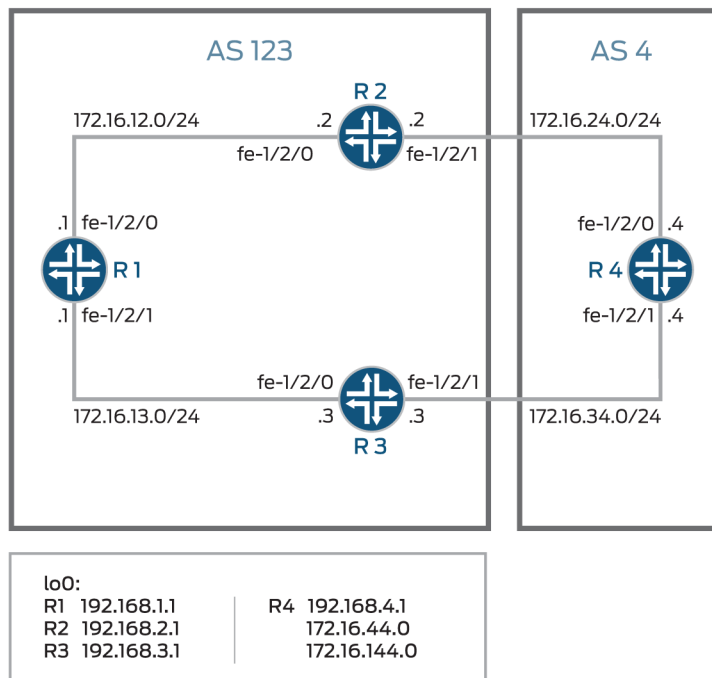 AS 123
AS 4
R 2
172.16.12.0/24
.2
.2
172.16.24.0/24
fe-1/2/0
fe-1/2/1
.1 fe-1/2/0
fe-1/2/0 .4
R 1
R 4
.1 fe-1/2/1
fe-1/2/1 .4
fe-1/2/0
fe-1/2/1
172.16.13.0/24
.3
.3
172.16.34.0/24
R 3
lo0:
R1 192.168.1.1
R4 192.168.4.1
R2 192.168.2.1
172.16.44.0
R3 192.168.3.1
172.16.144.0